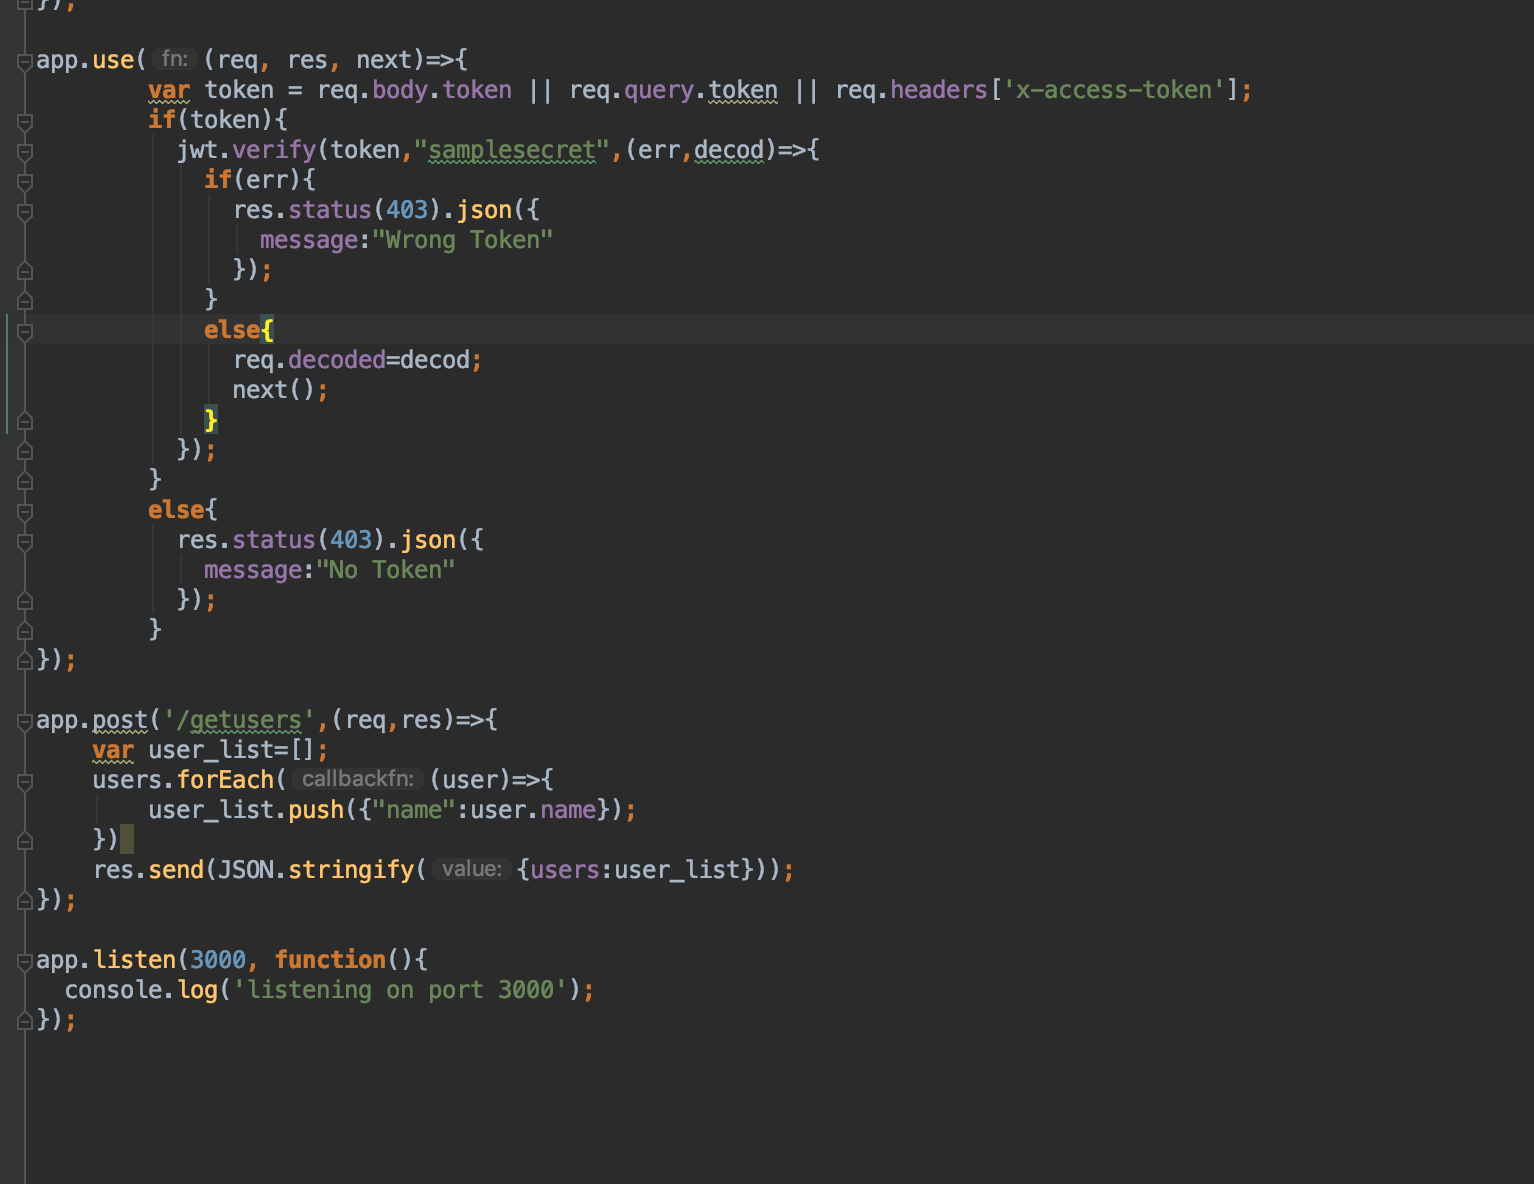 });
app.use( fn: (req, res, next)=>{
var token = req.body.token || req.query.token || req.headers['x-access-token'];
if(token){
jwt.verify(token,"samplesecret",(err,decod)=>{
if(err){
res.status(403).json({
message:"Wrong Token"
});
}
else{
req.decoded=decod;
next();
}
});
}
else{
res.status(403).json({
message:"No Token"
});
}
});
app.post('/getusers',(req,res)=>{
var user_list=[];
users.forEach( callbackfn: (user)=>{
user_list.push({"name":user.name});
})
res.send(JSON.stringify( value: {users:user_list}));
});
app.listen(3000, function(){
console.log('listening on port 3000');
});